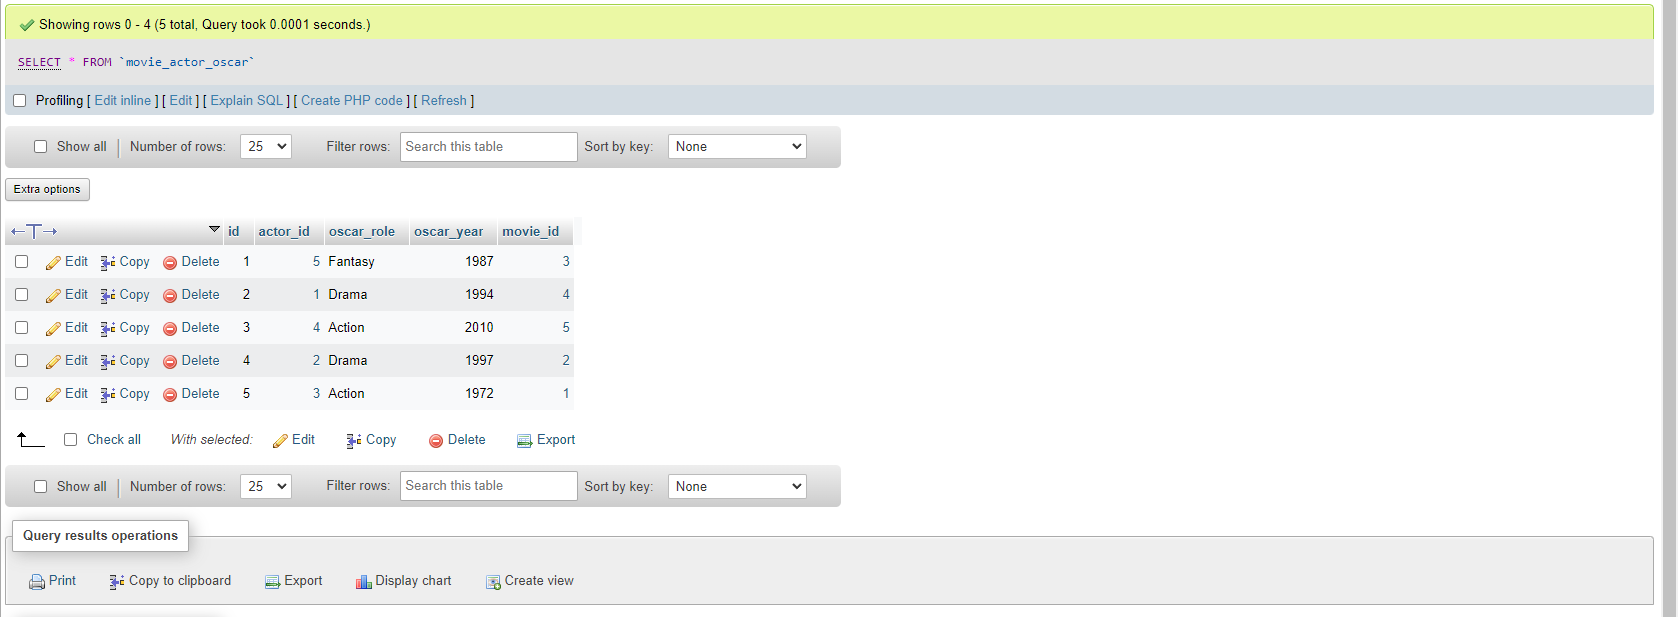 Showing rows 0 - 4 (5 total, Query took 0.0001 seconds.)
SELECT * FROM `movie_actor_oscar`
Profiling [ Edit inline ] [ Edit ] [ Explain SQL ] [ Create PHP code ] [ Refresh ]
Show all | Number of rows: 25 Filter rows: Search this table Sort by key: None
Extra options
←T→ id actor_id oscar_role oscar_year movie_id
Edit Copy Delete 1 5 Fantasy 1987 3
Edit Copy Delete 2 1 Drama 1994 4
Edit Copy Delete 3 4 Action 2010 5
Edit Copy Delete 4 2 Drama 1997 2
Edit Copy Delete 5 3 Action 1972 1
Check all With selected: Edit Copy Delete Export
Show all | Number of rows: 25 Filter rows: Search this table Sort by key: None
Query results operations
Print Copy to clipboard Export Display chart Create view